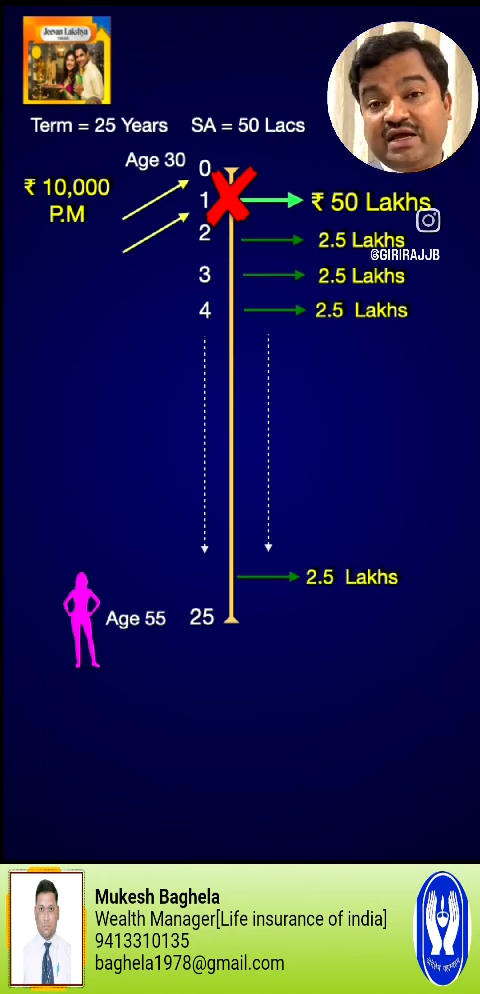 Jeevan Lakshya
Term = 25 Years SA = 50 Lacs
Age 30
0
₹ 10,000
P.M
1
₹ 50 Lakhs
2
2.5 Lakhs
@GIRIRAJJB
3
2.5 Lakhs
4
2.5 Lakhs
2.5 Lakhs
Age 55
25
Mukesh Baghela
Wealth Manager[Life insurance of india]
9413310135
baghela1978@gmail.com